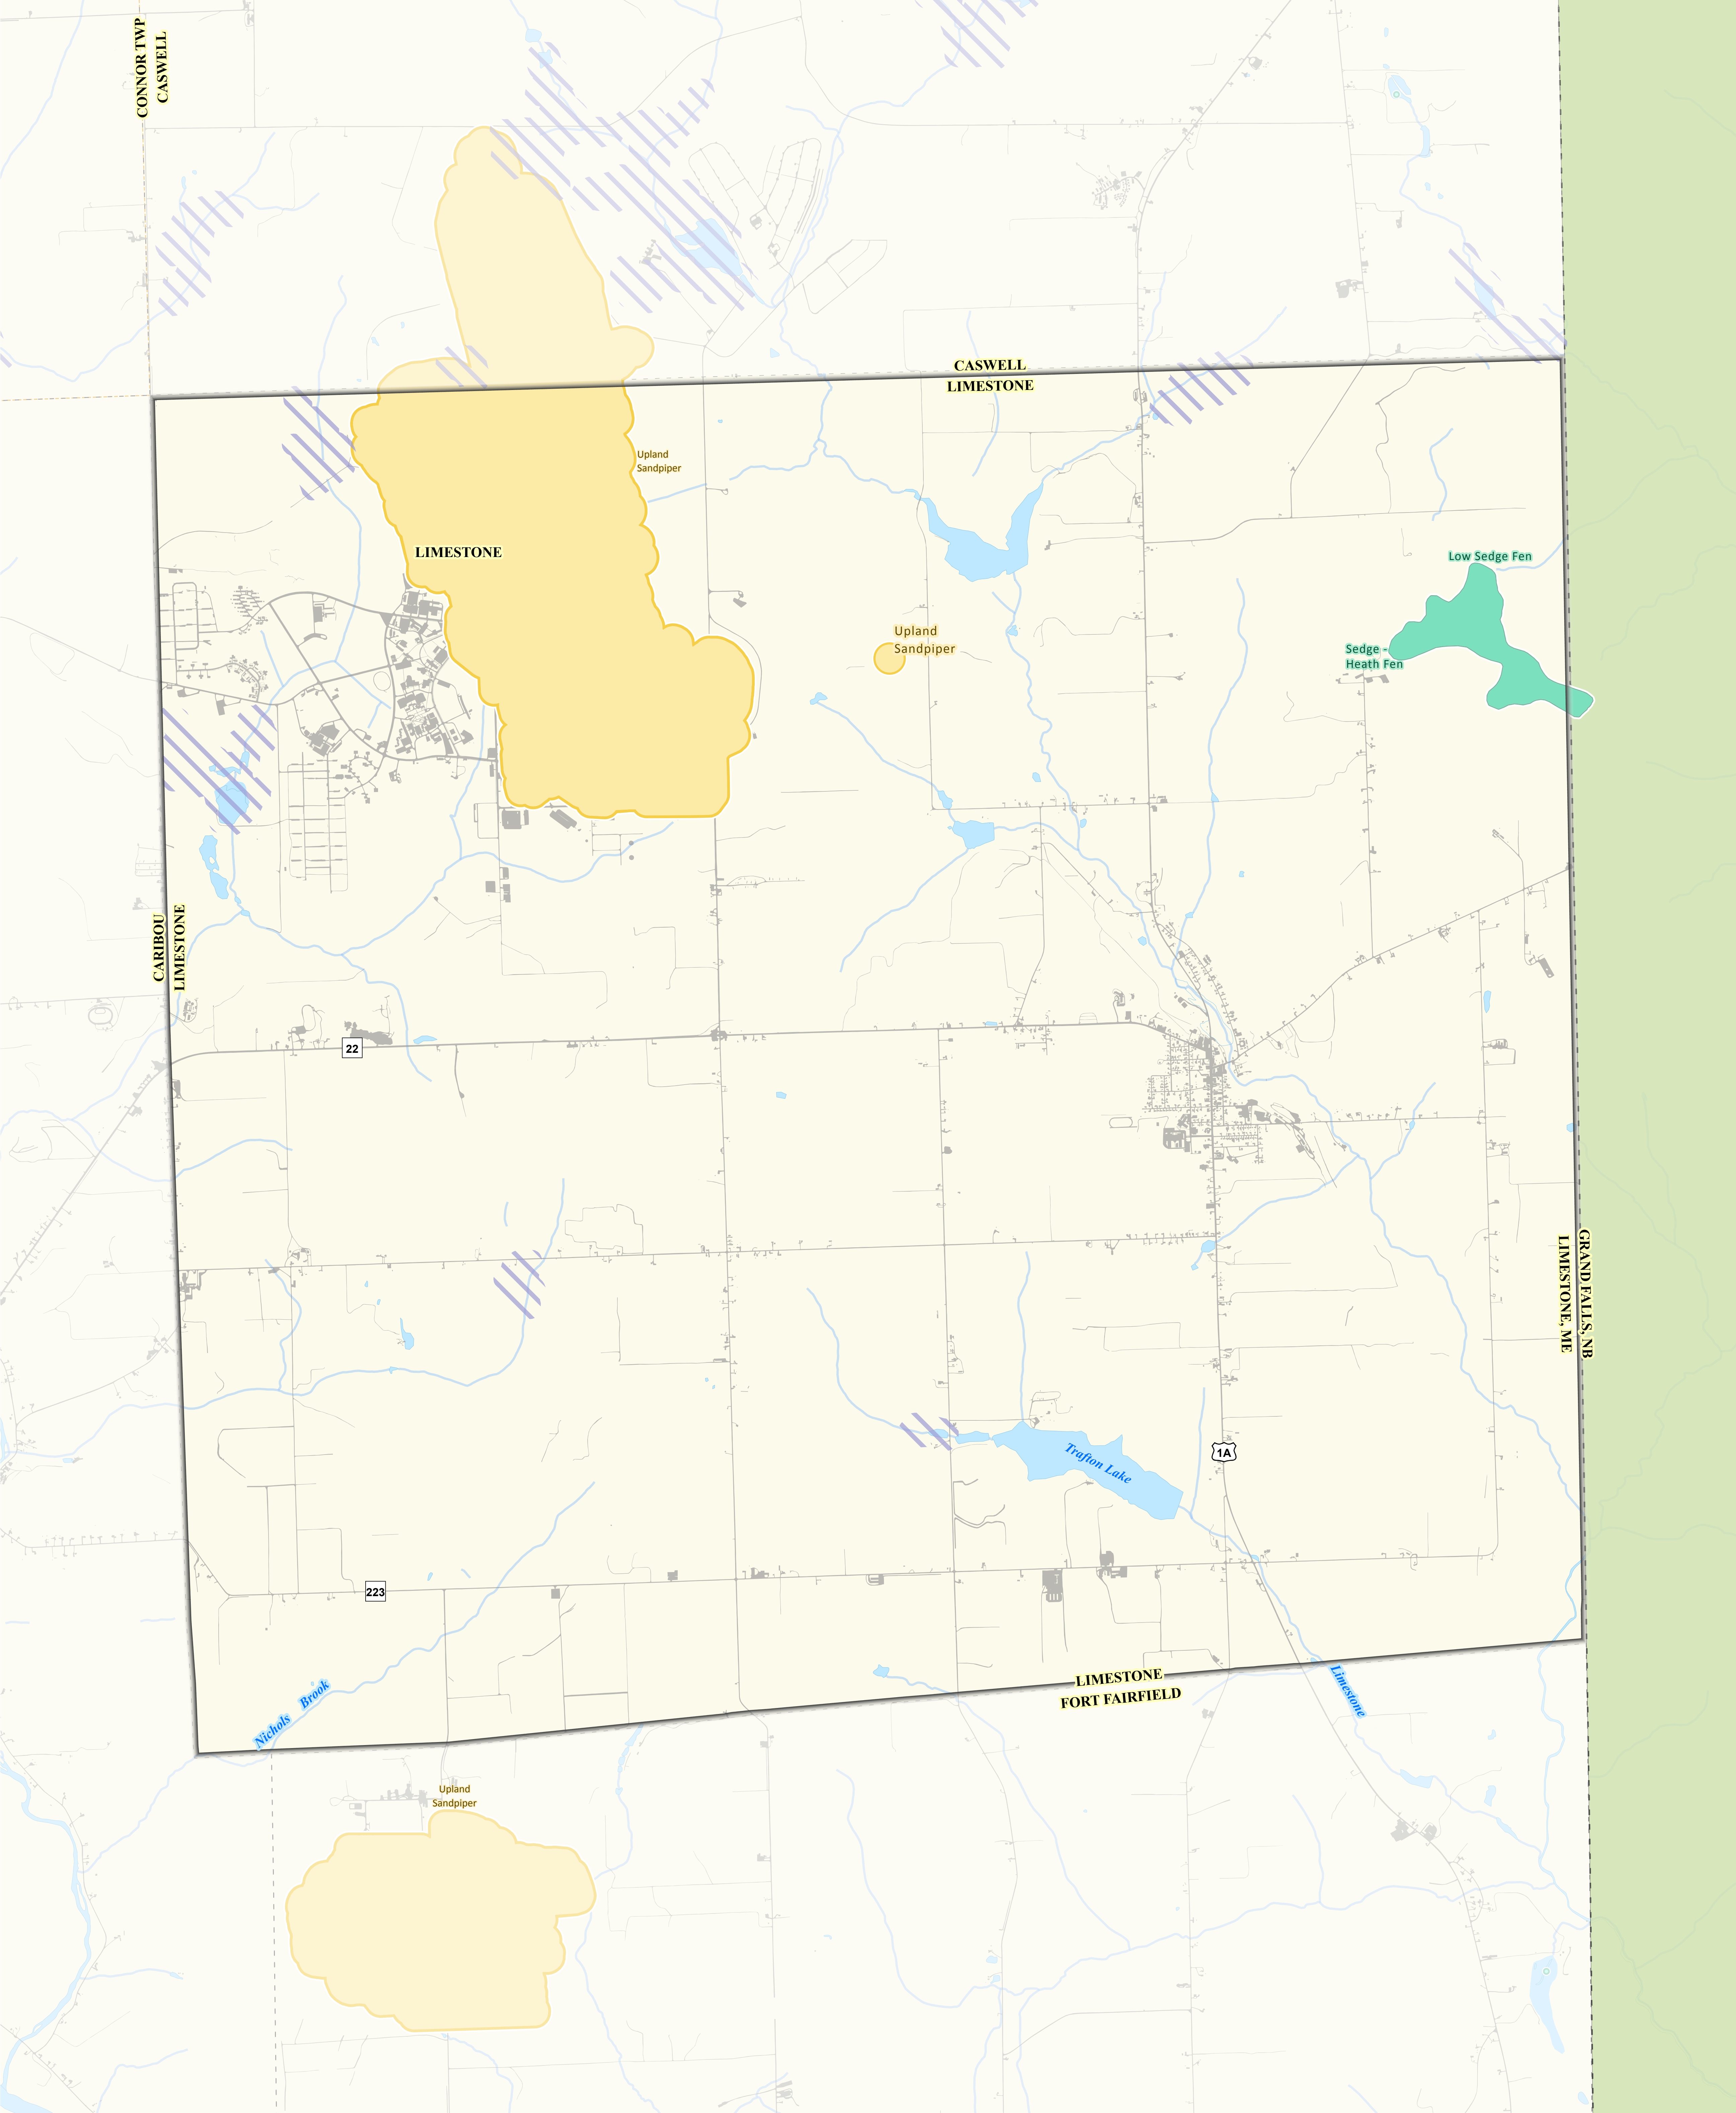 CONNOR TWP
CASWELL
CASWELL
LIMESTONE
Upland
Sandpiper
LIMESTONE
Low Sedge Fen
Upland
Sandpiper
Sedge -
Heath Fen
CARIBOU
LIMESTONE
22
GRAND FALLS, NB
LIMESTONE, ME
Trafton Lake
1A
223
LIMESTONE
FORT FAIRFIELD
Limestone
Nichols Brook
Upland
Sandpiper